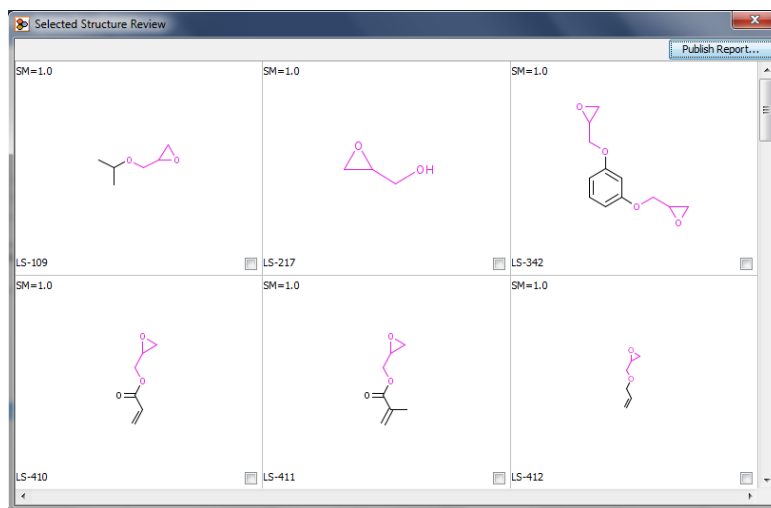 Selected Structure Review
Publish Report...
SM=1.0
SM=1.0
SM=1.0
O
O
O
OH
O
O
O
O
LS-109
LS-217
LS-342
SM=1.0
SM=1.0
SM=1.0
O
O
O
O
O
O
O
O
LS-410
LS-411
LS-412